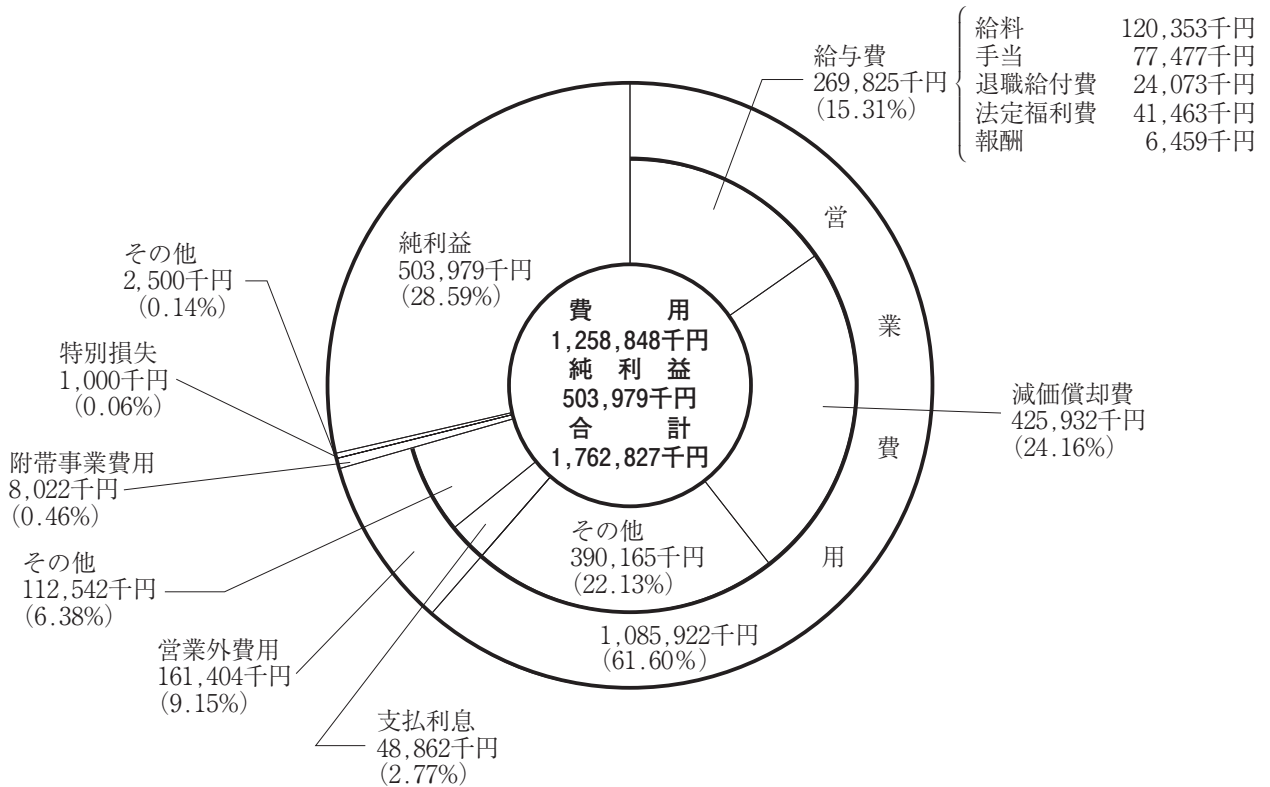 給与費
269,825千円
(15.31%)
給料 120,353千円
手当 77,477千円
退職給付費 24,073千円
法定福利費 41,463千円
報酬 6,459千円
営業費用
純利益
503,979千円
(28.59%)
その他
2,500千円
(0.14%)
特別損失
1,000千円
(0.06%)
附帯事業費用
8,022千円
(0.46%)
その他
112,542千円
(6.38%)
営業外費用
161,404千円
(9.15%)
支払利息
48,862千円
(2.77%)
費用
1,258,848千円
純利益
503,979千円
合計
1,762,827千円
減価償却費
425,932千円
(24.16%)
その他
390,165千円
(22.13%)
1,085,922千円
(61.60%)